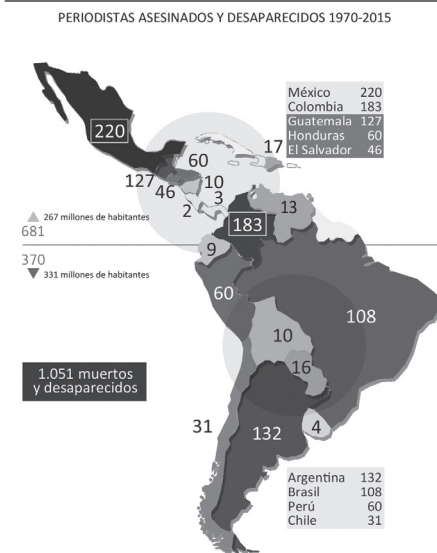 PERIODISTAS ASESINADOS Y DESAPARECIDOS 1970-2015
México 220
Colombia 183
Guatemala 127
Honduras 60
El Salvador 46
220
17
60
127
46
10
3
2
13
183
9
267 millones de habitantes
681
370
331 millones de habitantes
60
108
10
16
1.051 muertos
y desaparecidos
31
132
4
Argentina 132
Brasil 108
Perú 60
Chile 31